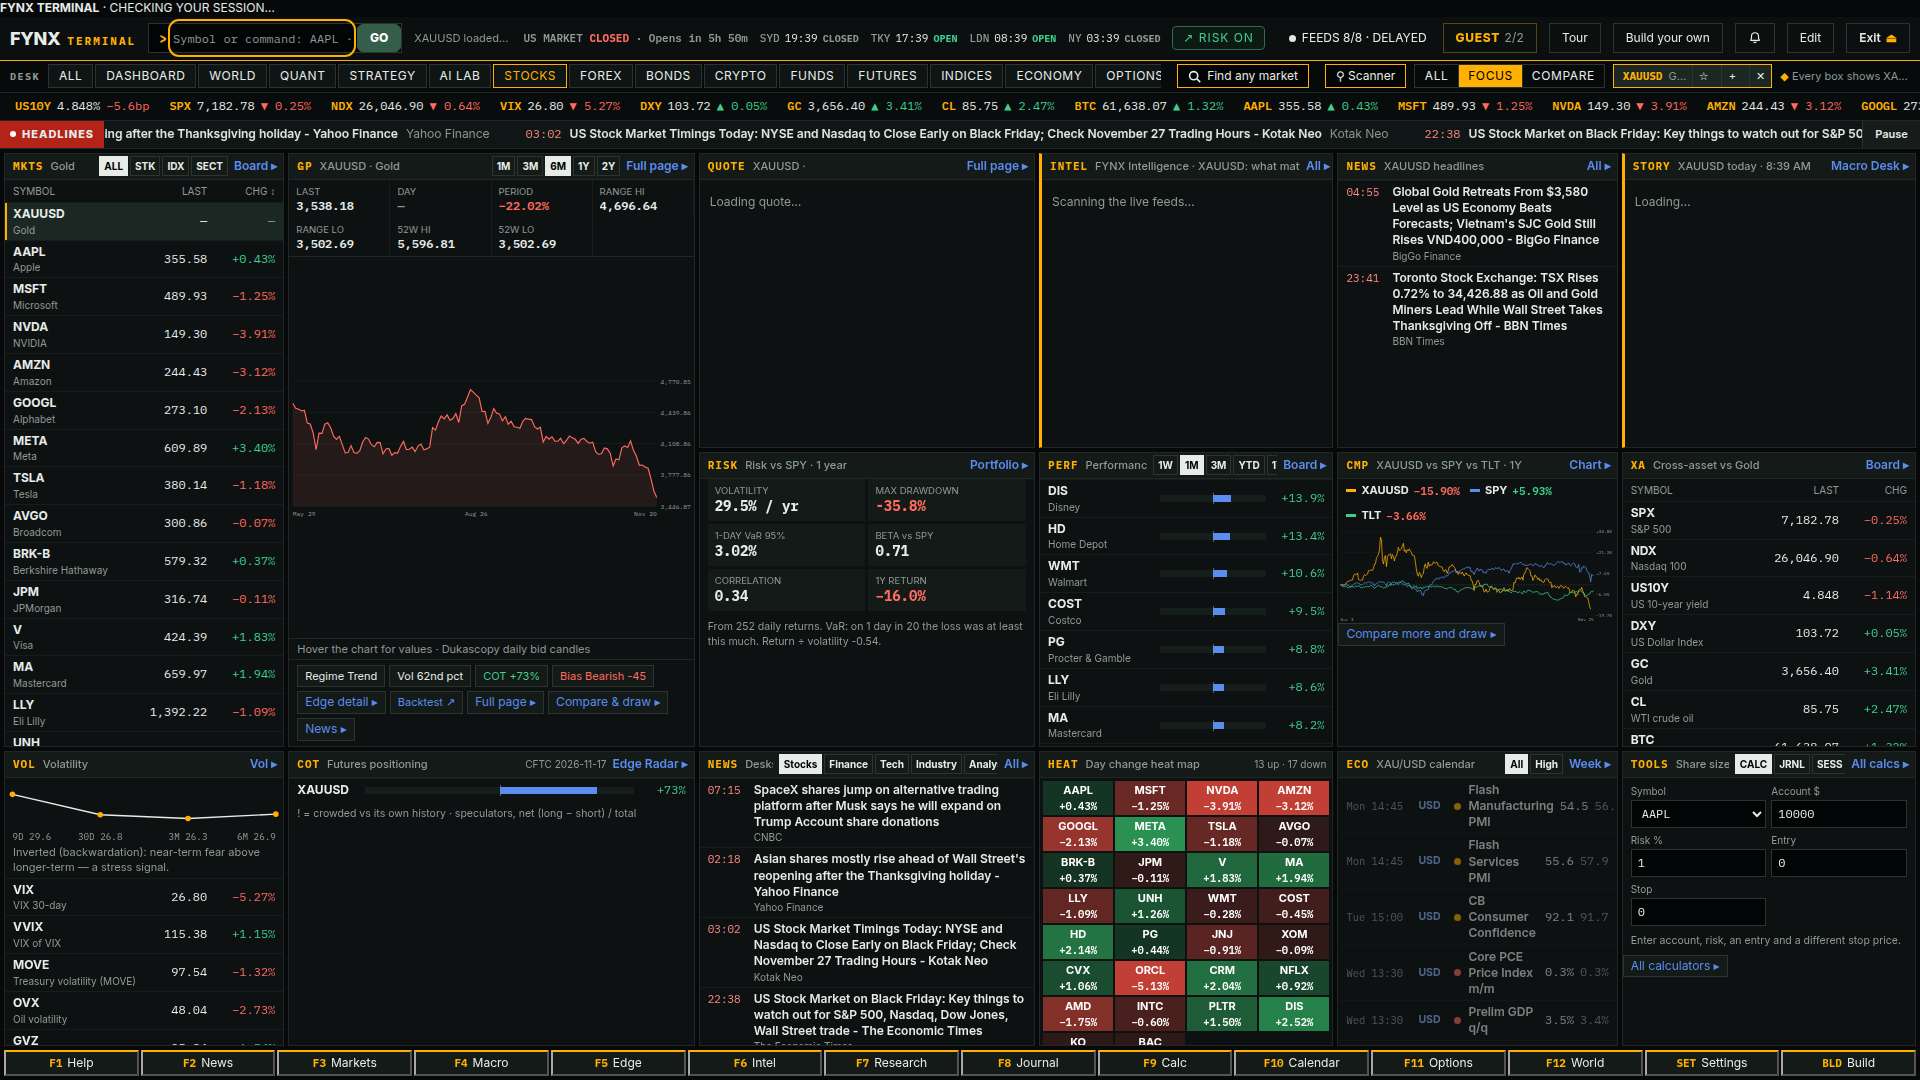 FYNX TERMINAL · CHECKING YOUR SESSION...
FYNX TERMINAL
> Symbol or command: AAPL · GO
XAUUSD loaded...
US MARKET CLOSED · Opens in 5h 50m
SYD 19:39 CLOSED TKY 17:39 OPEN LDN 08:39 OPEN NY 03:39 CLOSED
↗ RISK ON
● FEEDS 8/8 · DELAYED
GUEST 2/2
Tour
Build your own
Edit
Exit
DESK ALL DASHBOARD WORLD QUANT STRATEGY AI LAB STOCKS FOREX BONDS CRYPTO FUNDS FUTURES INDICES ECONOMY OPTIONS
Find any market
Scanner
ALL FOCUS COMPARE
XAUUSD G... ☆ + ✕
◆ Every box shows XA...
US10Y 4.848% −5.6bp SPX 7,182.78 ▼ 0.25% NDX 26,046.90 ▼ 0.64% VIX 26.80 ▼ 5.27% DXY 103.72 ▲ 0.05% GC 3,656.40 ▲ 3.41% CL 85.75 ▲ 2.47% BTC 61,638.07 ▲ 1.32% AAPL 355.58 ▲ 0.43% MSFT 489.93 ▼ 1.25% NVDA 149.30 ▼ 3.91% AMZN 244.43 ▼ 3.12% GOOGL 27
● HEADLINES
ing after the Thanksgiving holiday - Yahoo Finance Yahoo Finance
03:02 US Stock Market Timings Today: NYSE and Nasdaq to Close Early on Black Friday; Check November 27 Trading Hours - Kotak Neo Kotak Neo
22:38 US Stock Market on Black Friday: Key things to watch out for S&P 50
Pause
MKTS Gold ALL STK IDX SECT Board ▸
SYMBOL LAST CHG ↕
XAUUSD — —
Gold
AAPL 355.58 +0.43%
Apple
MSFT 489.93 −1.25%
Microsoft
NVDA 149.30 −3.91%
NVIDIA
AMZN 244.43 −3.12%
Amazon
GOOGL 273.10 −2.13%
Alphabet
META 609.89 +3.40%
Meta
TSLA 380.14 −1.18%
Tesla
AVGO 300.86 −0.07%
Broadcom
BRK-B 579.32 +0.37%
Berkshire Hathaway
JPM 316.74 −0.11%
JPMorgan
V 424.39 +1.83%
Visa
MA 659.97 +1.94%
Mastercard
LLY 1,392.22 −1.09%
Eli Lilly
UNH
GP XAUUSD · Gold 1M 3M 6M 1Y 2Y Full page ▸
LAST DAY PERIOD RANGE HI
3,538.18 — −22.02% 4,696.64
RANGE LO 52W HI 52W LO
3,502.69 5,596.81 3,502.69
4,770.85
4,439.86
4,108.86
3,777.86
3,446.87
May 29 Aug 26 Nov 20
Hover the chart for values · Dukascopy daily bid candles
Regime Trend Vol 62nd pct COT +73% Bias Bearish -45
Edge detail ▸ Backtest ↗ Full page ▸ Compare & draw ▸
News ▸
QUOTE XAUUSD · Full page ▸
Loading quote...
INTEL FYNX Intelligence · XAUUSD: what mat All ▸
Scanning the live feeds...
NEWS XAUUSD headlines All ▸
04:55 Global Gold Retreats From $3,580
Level as US Economy Beats
Forecasts; Vietnam's SJC Gold Still
Rises VND400,000 - BigGo Finance
BigGo Finance
23:41 Toronto Stock Exchange: TSX Rises
0.72% to 34,426.88 as Oil and Gold
Miners Lead While Wall Street Takes
Thanksgiving Off - BBN Times
BBN Times
STORY XAUUSD today · 8:39 AM Macro Desk ▸
Loading...
RISK Risk vs SPY · 1 year Portfolio ▸
VOLATILITY MAX DRAWDOWN
29.5% / yr -35.8%
1-DAY VaR 95% BETA vs SPY
3.02% 0.71
CORRELATION 1Y RETURN
0.34 −16.0%
From 252 daily returns. VaR: on 1 day in 20 the loss was at least
this much. Return ÷ volatility -0.54.
PERF Performanc 1W 1M 3M YTD 1 Board ▸
DIS +13.9%
Disney
HD +13.4%
Home Depot
WMT +10.6%
Walmart
COST +9.5%
Costco
PG +8.8%
Procter & Gamble
LLY +8.6%
Eli Lilly
MA +8.2%
Mastercard
CMP XAUUSD vs SPY vs TLT · 1Y Chart ▸
XAUUSD −15.90% SPY +5.93%
TLT −3.66%
Compare more and draw ▸
XA Cross-asset vs Gold Board ▸
SYMBOL LAST CHG
SPX 7,182.78 −0.25%
S&P 500
NDX 26,046.90 −0.64%
Nasdaq 100
US10Y 4.848 −1.14%
US 10-year yield
DXY 103.72 +0.05%
US Dollar Index
GC 3,656.40 +3.41%
Gold
CL 85.75 +2.47%
WTI crude oil
BTC 61,638.07 +1.32%
VOL Volatility Vol ▸
9D 29.6 30D 26.8 3M 26.3 6M 26.9
Inverted (backwardation): near-term fear above
longer-term — a stress signal.
VIX 26.80 −5.27%
VIX 30-day
VVIX 115.38 +1.15%
VIX of VIX
MOVE 97.54 −1.32%
Treasury volatility (MOVE)
OVX 48.04 −2.73%
Oil volatility
GVZ
COT Futures positioning CFTC 2026-11-17 Edge Radar ▸
XAUUSD +73%
! = crowded vs its own history · speculators, net (long − short) / total
NEWS Desk: Stocks Finance Tech Industry Analy All ▸
07:15 SpaceX shares jump on alternative trading
platform after Musk says he will expand on
Trump Account share donations
CNBC
02:18 Asian shares mostly rise ahead of Wall Street's
reopening after the Thanksgiving holiday -
Yahoo Finance
Yahoo Finance
03:02 US Stock Market Timings Today: NYSE and
Nasdaq to Close Early on Black Friday; Check
November 27 Trading Hours - Kotak Neo
Kotak Neo
22:38 US Stock Market on Black Friday: Key things to
watch out for S&P 500, Nasdaq, Dow Jones,
Wall Street trade - The Economic Times
The Economic Times
HEAT Day change heat map 13 up · 17 down
AAPL MSFT NVDA AMZN
+0.43% −1.25% −3.91% −3.12%
GOOGL META TSLA AVGO
−2.13% +3.40% −1.18% −0.07%
BRK-B JPM V MA
+0.37% −0.11% +1.83% +1.94%
LLY UNH WMT COST
−1.09% +1.26% −0.28% −0.45%
HD PG JNJ XOM
+2.14% +0.44% −0.91% −0.09%
CVX ORCL CRM NFLX
+1.06% −5.13% +2.04% +0.92%
AMD INTC PLTR DIS
−1.75% −0.60% +1.50% +2.52%
KO BAC
ECO XAU/USD calendar All High Week ▸
Mon 14:45 USD Flash Manufacturing PMI 54.5 56.
Mon 14:45 USD Flash Services PMI 55.6 57.9
Tue 15:00 USD CB Consumer Confidence 92.1 91.7
Wed 13:30 USD Core PCE Price Index m/m 0.3% 0.3%
Wed 13:30 USD Prelim GDP q/q 3.5% 3.4%
TOOLS Share size CALC JRNL SESS All calcs ▸
Symbol Account $
AAPL 10000
Risk % Entry
1 0
Stop
0
Enter account, risk, an entry and a different stop price.
All calculators ▸
F1 Help F2 News F3 Markets F4 Macro F5 Edge F6 Intel F7 Research F8 Journal F9 Calc F10 Calendar F11 Options F12 World SET Settings BLD Build